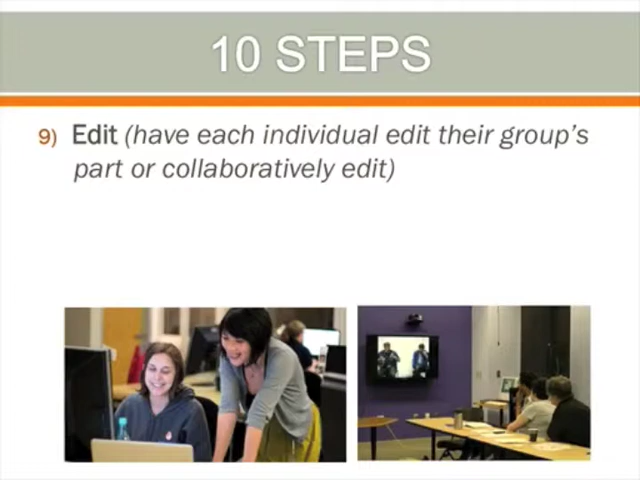 10 STEPS
9) Edit (have each individual edit their group's
part or collaboratively edit)